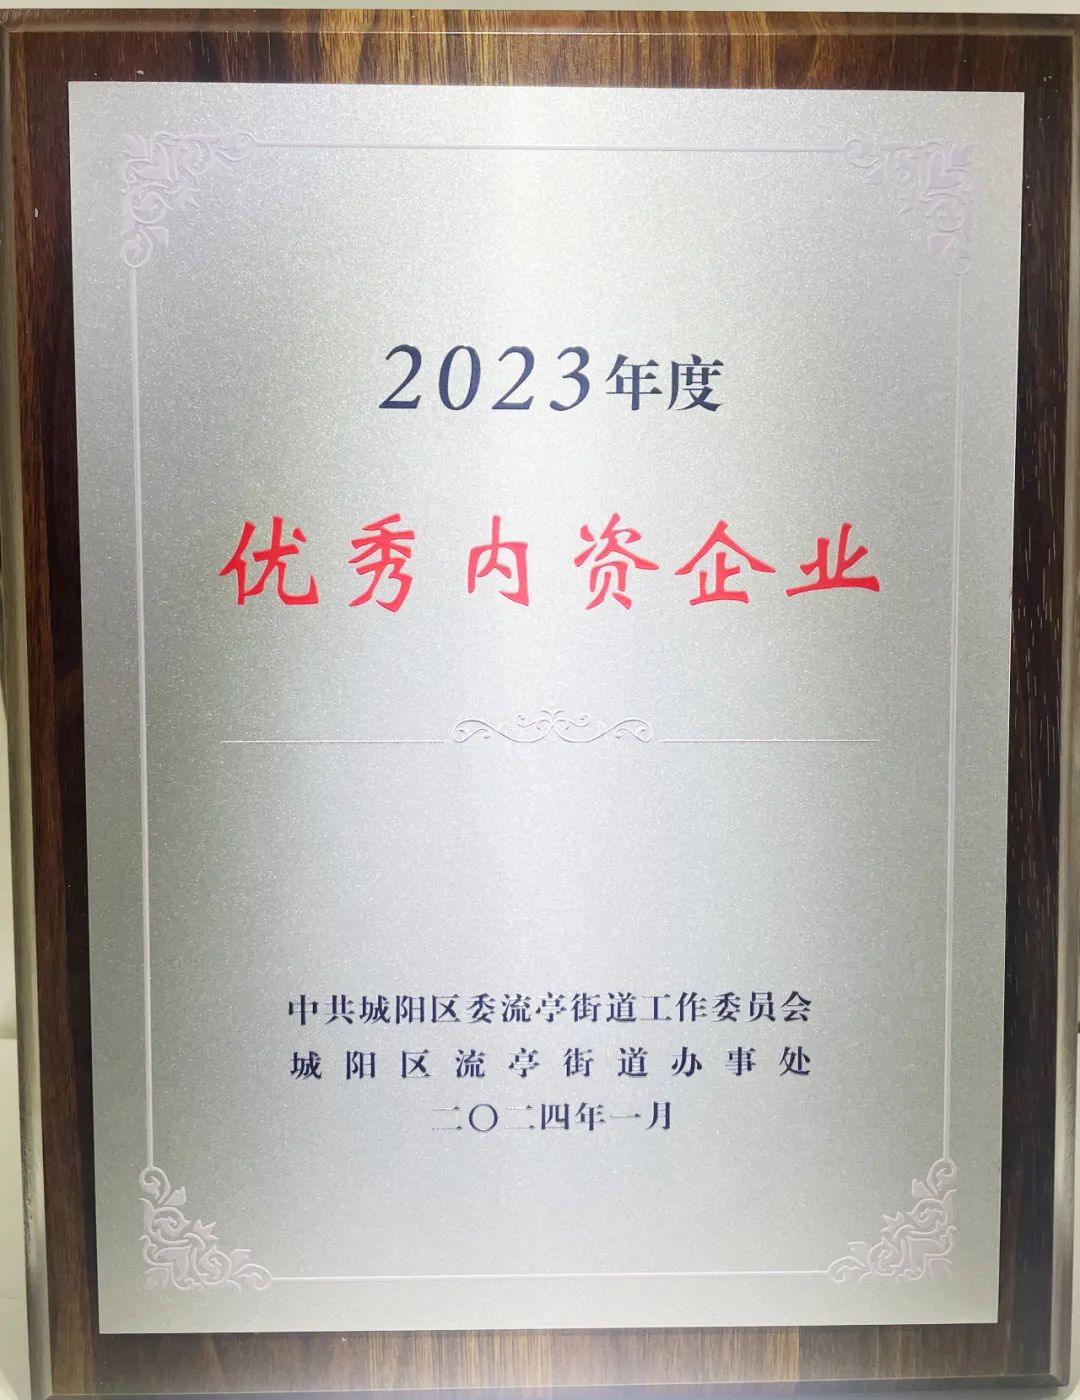 2023年度
优秀内资企业
中共城阳区委流亭街道工作委员会
城阳区流亭街道办事处
二〇二四年一月